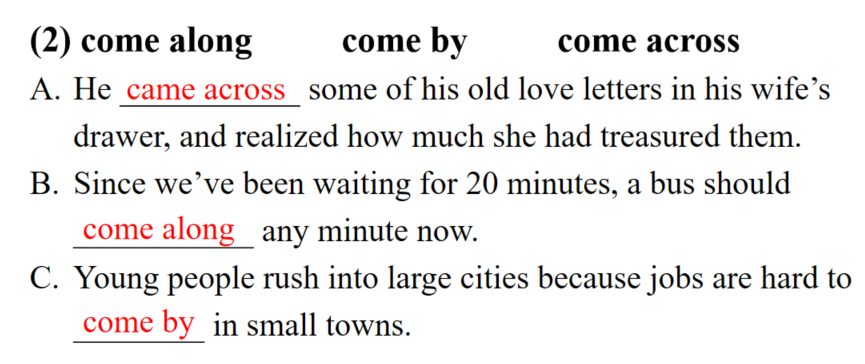 (2) come along come by come across
A. He came across some of his old love letters in his wife’s
drawer, and realized how much she had treasured them.
B. Since we’ve been waiting for 20 minutes, a bus should
come along any minute now.
C. Young people rush into large cities because jobs are hard to
come by in small towns.